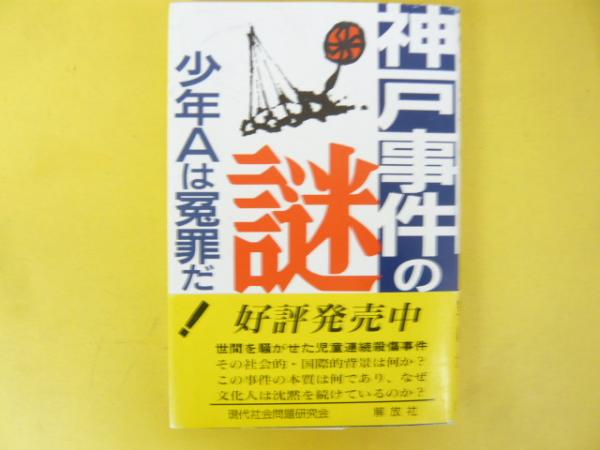 神戸事件の
謎
少年Aは冤罪だ
!
好評発売中
世間を騒がせた児童連続殺傷事件
その社会的・国際的背景は何か?
この事件の本質は何であり、なぜ
文化人は沈黙を続けているのか?
現代社会問題研究会 解放社